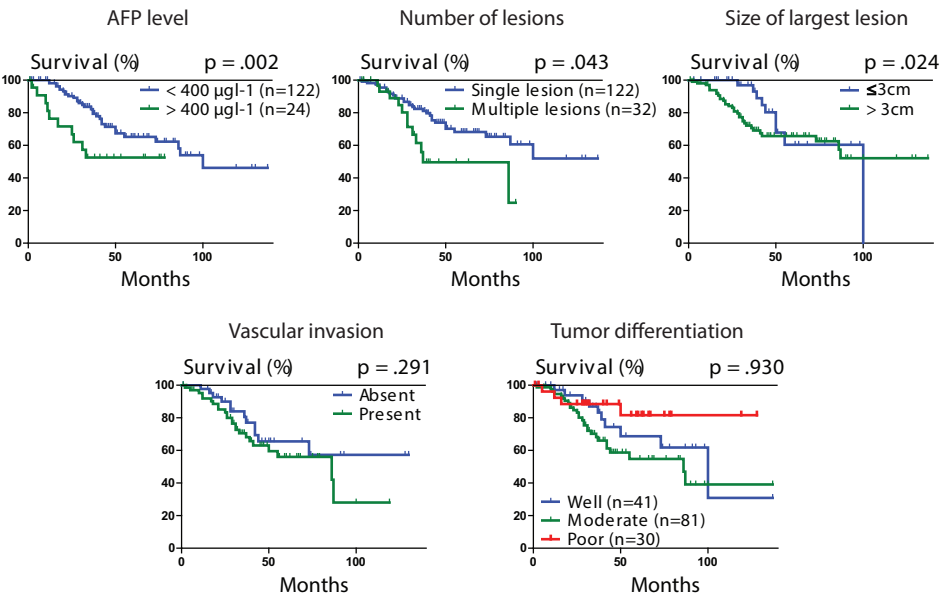 AFP level
Survival (%) p = .002
100
80
60
40
20
0
< 400 µgl-1 (n=122)
> 400 µgl-1 (n=24)
0 50 100
Months
Number of lesions
Survival (%) p = .043
100
80
60
40
20
0
Single lesion (n=122)
Multiple lesions (n=32)
0 50 100
Months
Size of largest lesion
Survival (%) p = .024
100
80
60
40
20
0
≤3cm
> 3cm
0 50 100
Months
Vascular invasion
Survival (%) p = .291
100
80
60
40
20
0
Absent
Present
0 100
Months
Tumor differentiation
Survival (%) p = .930
100
80
60
40
20
0
Well (n=41)
Moderate (n=81)
Poor (n=30)
0 100
Months